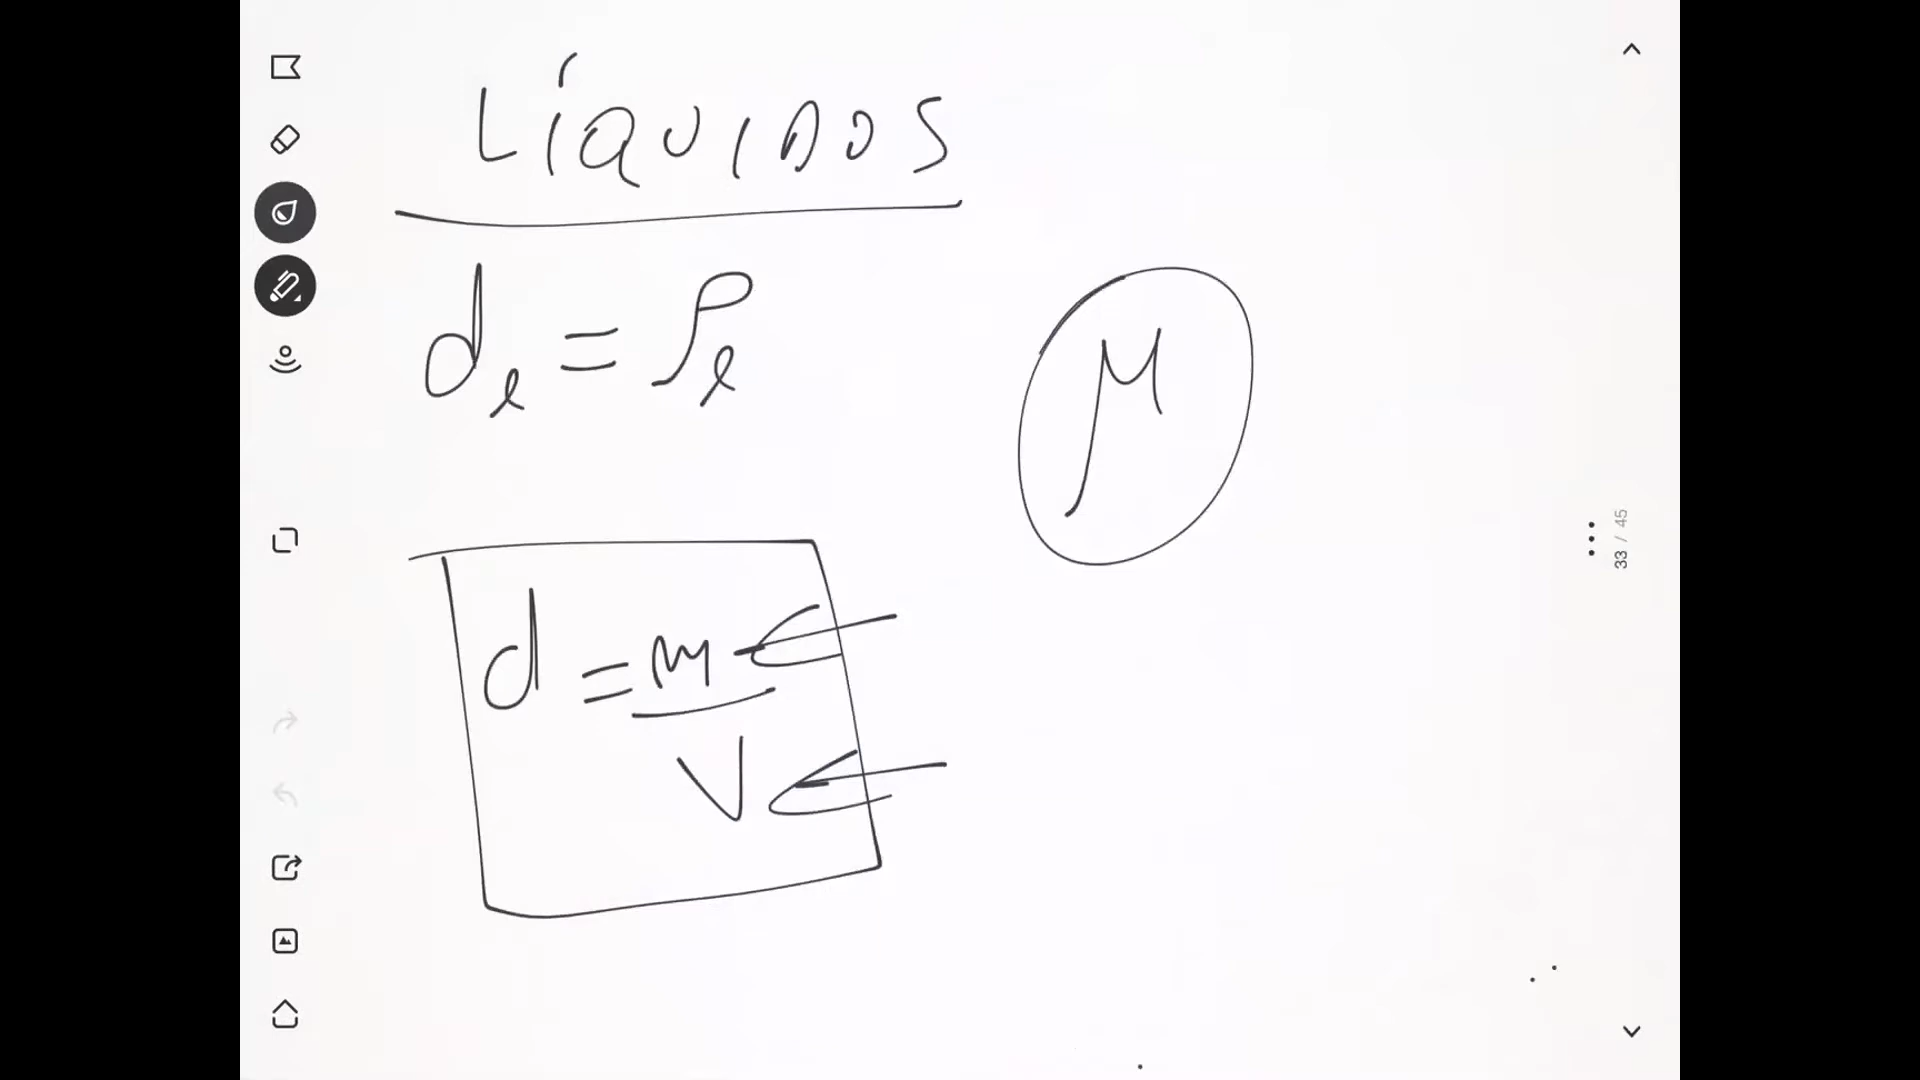 LÍQUIDOS
dℓ = ρℓ
μ
d = m
V
33 / 45